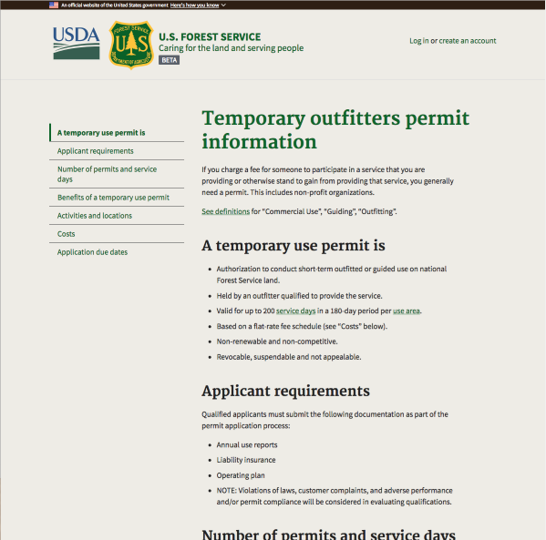 An official website of the United States government Here's how you know
USDA
FOREST SERVICE
U S
DEPARTMENT OF AGRICULTURE
U.S. FOREST SERVICE
Caring for the land and serving people
BETA
Log in or create an account
A temporary use permit is
Applicant requirements
Number of permits and service
days
Benefits of a temporary use permit
Activities and locations
Costs
Application due dates
Temporary outfitters permit
information
If you charge a fee for someone to participate in a service that you are
providing or otherwise stand to gain from providing that service, you generally
need a permit. This includes non-profit organizations.
See definitions for “Commercial Use”, “Guiding”, “Outfitting”.
A temporary use permit is
• Authorization to conduct short-term outfitted or guided use on national
Forest Service land.
• Held by an outfitter qualified to provide the service.
• Valid for up to 200 service days in a 180-day period per use area.
• Based on a flat-rate fee schedule (see “Costs” below).
• Non-renewable and non-competitive.
• Revocable, suspendable and not appealable.
Applicant requirements
Qualified applicants must submit the following documentation as part of the
permit application process:
• Annual use reports
• Liability insurance
• Operating plan
• NOTE: Violations of laws, customer complaints, and adverse performance
and/or permit compliance will be considered in evaluating qualifications.
Number of permits and service days